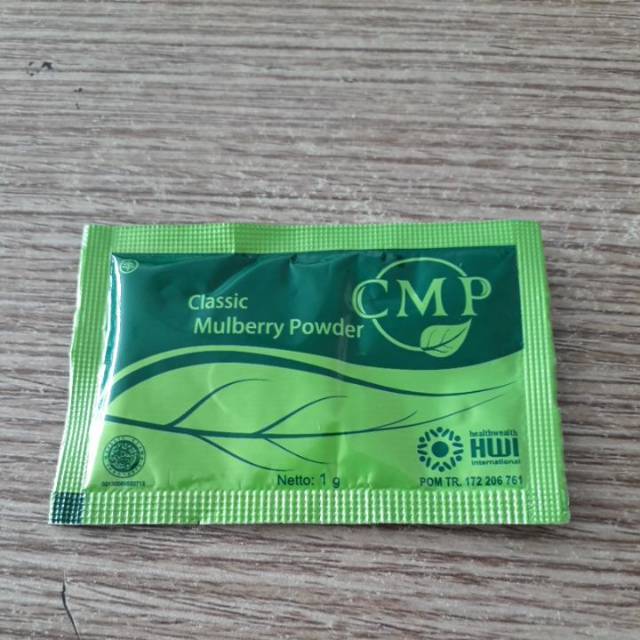 Classic
Mulberry Powder
CMP
healthwealth
HWI
international
Netto: 1 g
POM TR. 172 206 761